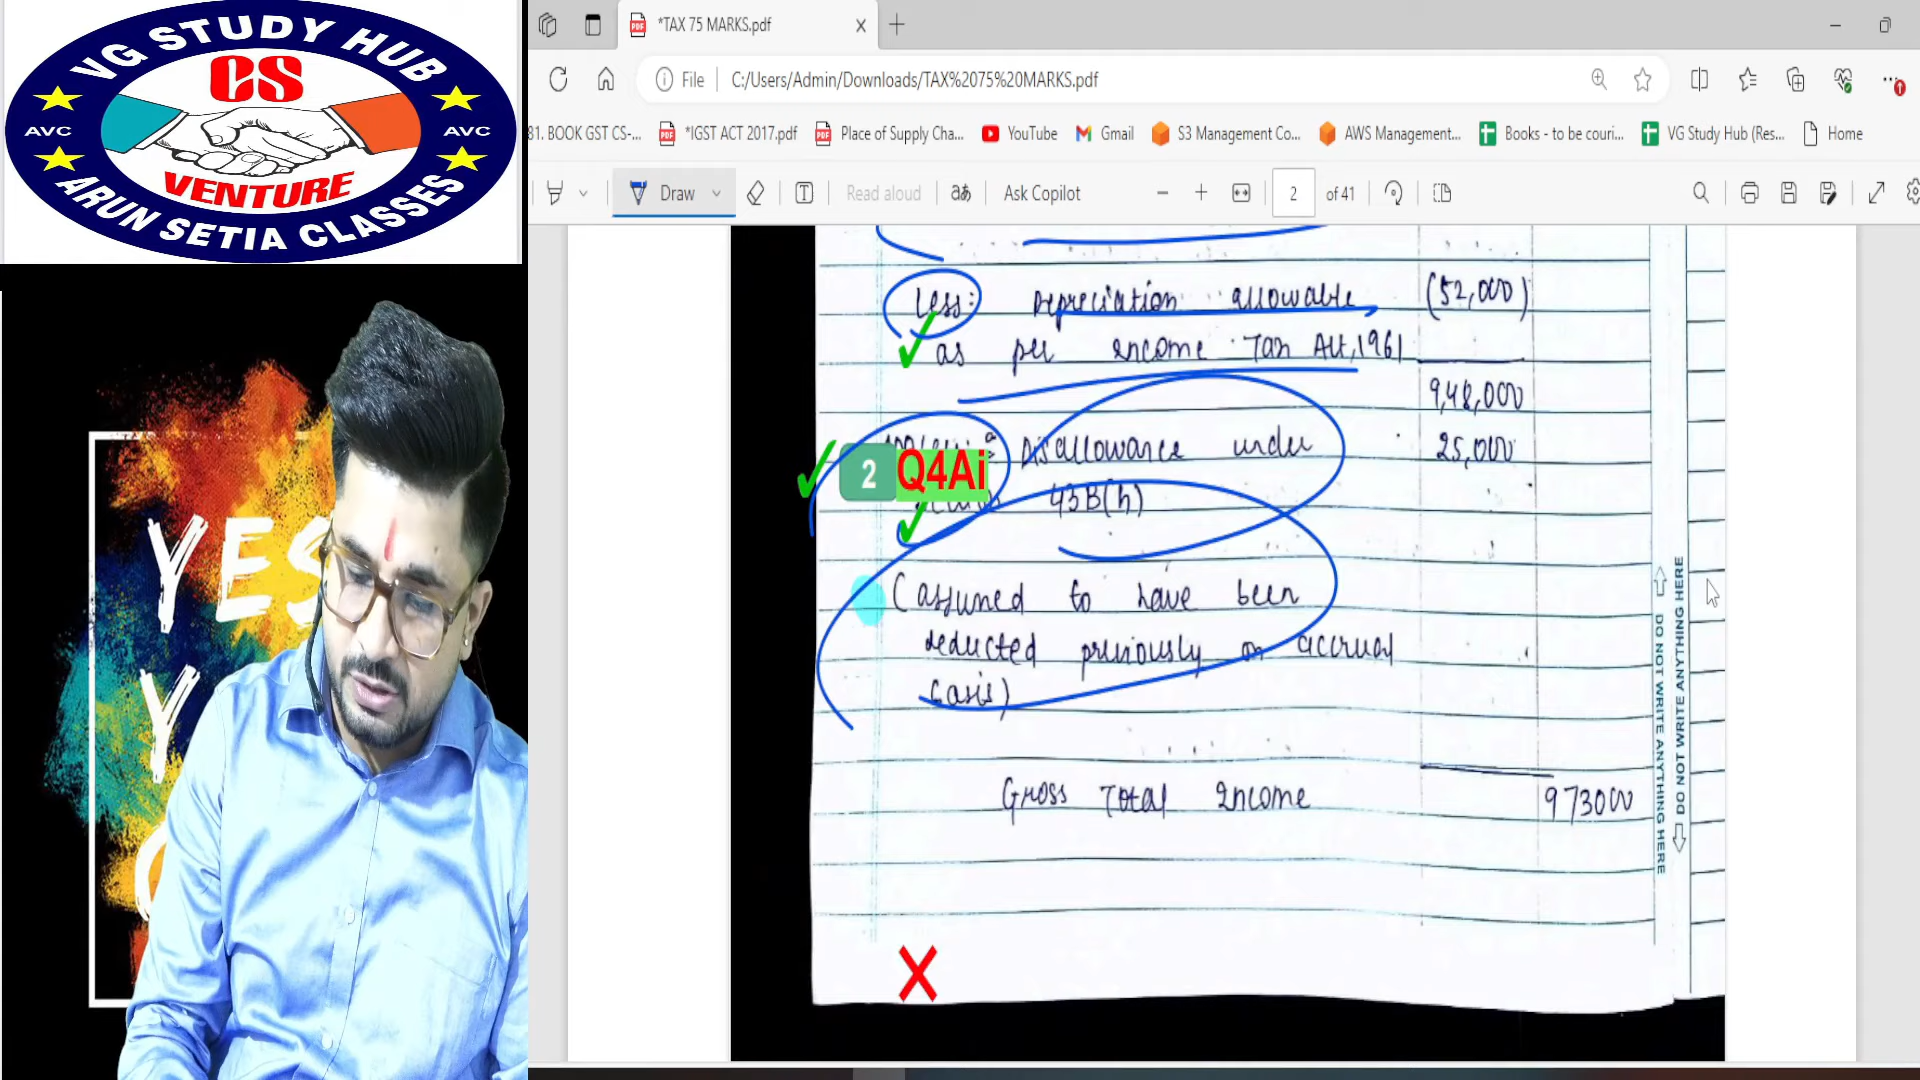 VG STUDY HUB
CS
AVC
AVC
VENTURE
ARUN SETIA CLASSES
YES
Y
*TAX 75 MARKS.pdf
File
C:/Users/Admin/Downloads/TAX%2075%20MARKS.pdf
31. BOOK GST CS-...
*IGST ACT 2017.pdf
Place of Supply Cha...
YouTube
Gmail
S3 Management Co...
AWS Management...
Books - to be couri...
VG Study Hub (Res...
Home
Draw
Read aloud
Ask Copilot
2
of 41
Less: Depreciation allowable (52,000)
as per income Tax Act, 1961
9,48,000
Disallowance under 25,000
2 Q4Ai
43B(h)
(assumed to have been
deducted previously on accrual
basis)
Gross Total Income 973000
DO NOT WRITE ANYTHING HERE
DO NOT WRITE ANYTHING HERE